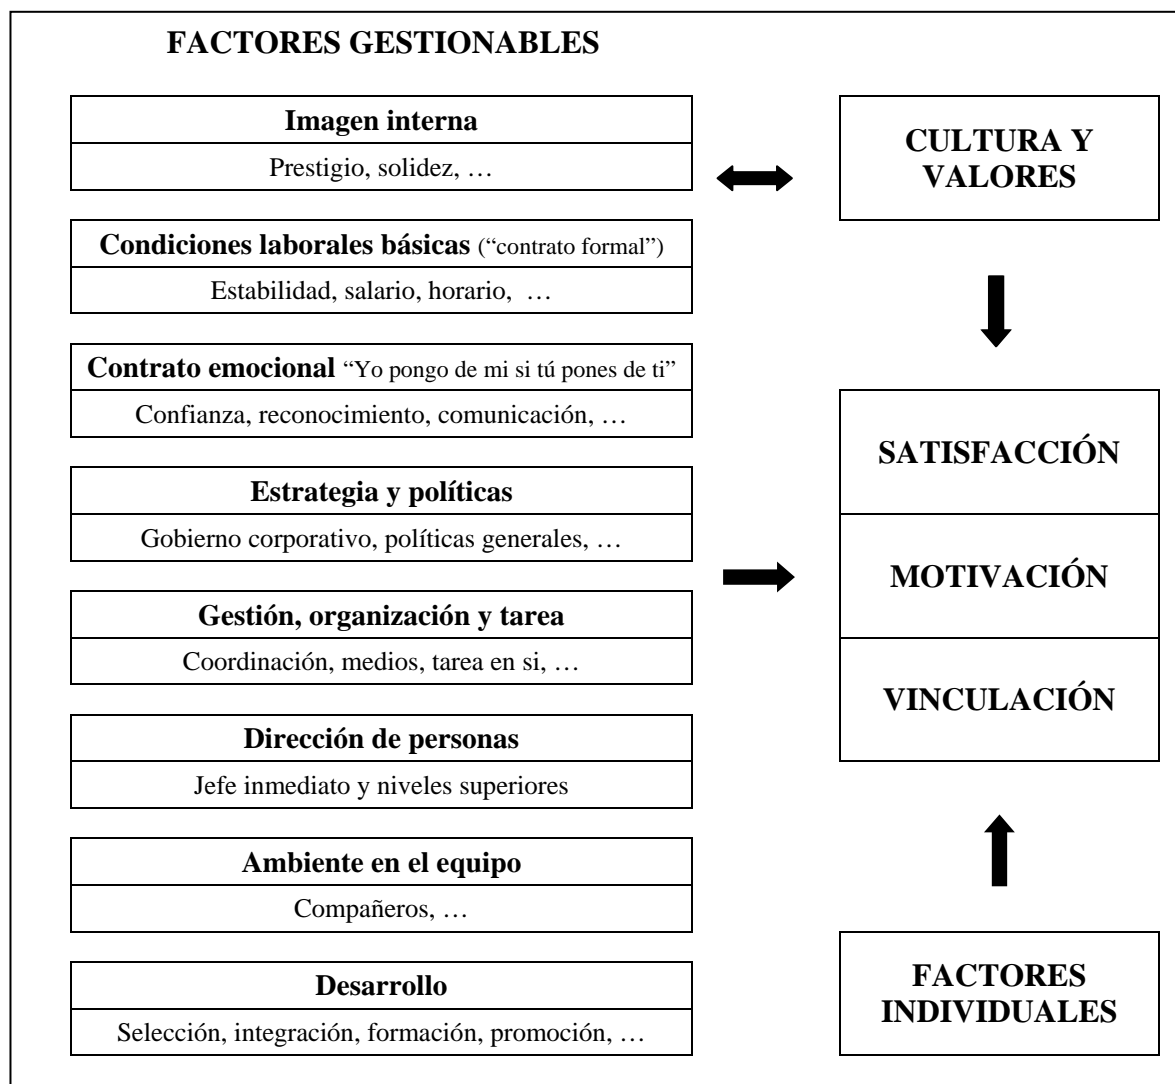 FACTORES GESTIONABLES
Imagen interna
Prestigio, solidez, …
Condiciones laborales básicas (“contrato formal”)
Estabilidad, salario, horario, …
Contrato emocional “Yo pongo de mi si tú pones de ti”
Confianza, reconocimiento, comunicación, …
Estrategia y políticas
Gobierno corporativo, políticas generales, …
Gestión, organización y tarea
Coordinación, medios, tarea en si, …
Dirección de personas
Jefe inmediato y niveles superiores
Ambiente en el equipo
Compañeros, …
Desarrollo
Selección, integración, formación, promoción, …
CULTURA Y
VALORES
SATISFACCIÓN
MOTIVACIÓN
VINCULACIÓN
FACTORES
INDIVIDUALES